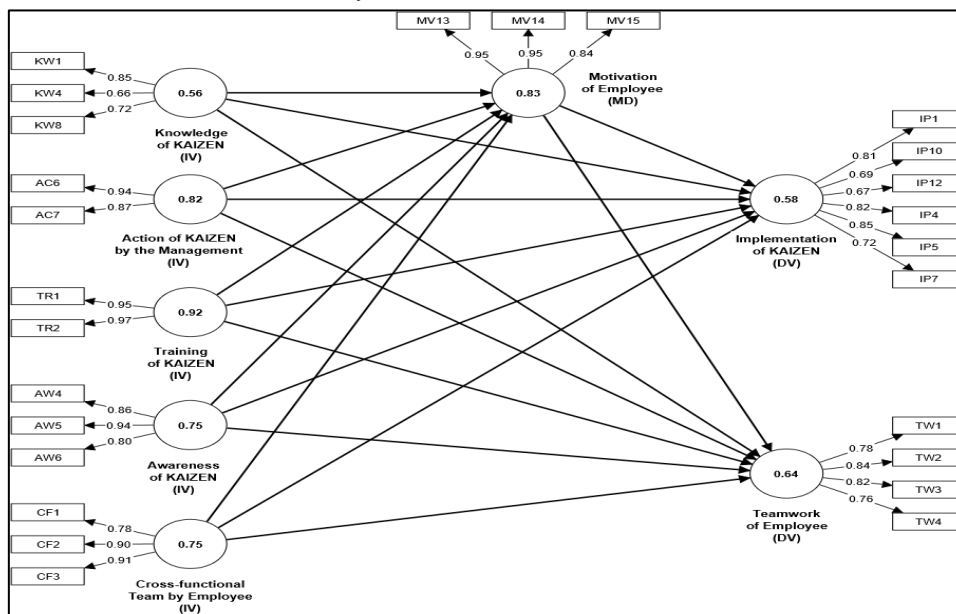 MV13
MV14
MV15
0.95
0.95
0.84
0.83
Motivation
of Employee
(MD)
KW1
KW4
KW8
0.85
0.66
0.72
0.56
Knowledge
of KAIZEN
(IV)
AC6
AC7
0.94
0.87
0.82
Action of KAIZEN
by the Management
(IV)
TR1
TR2
0.95
0.97
0.92
Training
of KAIZEN
(IV)
AW4
AW5
AW6
0.86
0.94
0.80
0.75
Awareness
of KAIZEN
(IV)
CF1
CF2
CF3
0.78
0.90
0.91
0.75
Cross-functional
Team by Employee
(IV)
IP1
IP10
IP12
IP4
IP5
IP7
0.81
0.69
0.67
0.82
0.85
0.72
0.58
Implementation
of KAIZEN
(DV)
TW1
TW2
TW3
TW4
0.78
0.84
0.82
0.76
0.64
Teamwork
of Employee
(DV)